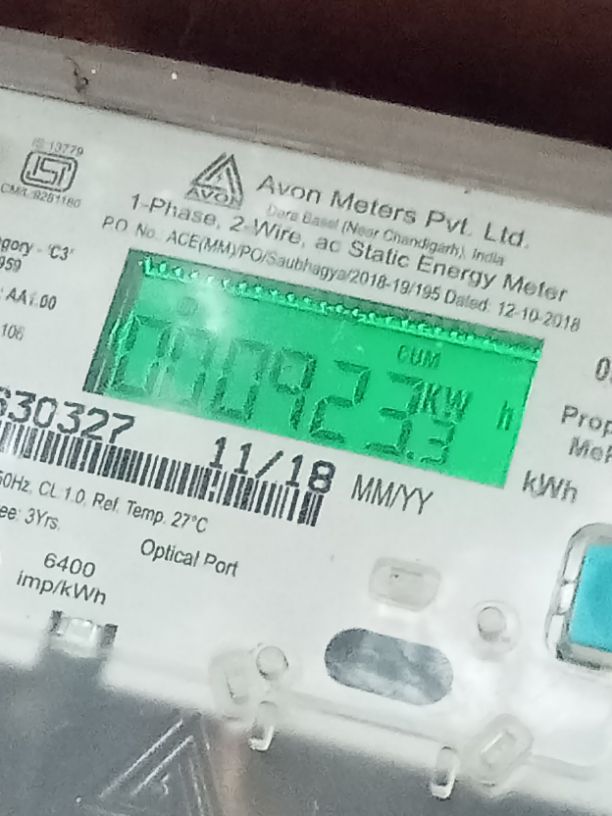 IS 13779
CM/L-9281180
AVON
Avon Meters Pvt. Ltd.
Dera Bassi (Near Chandigarh), India
1-Phase, 2-Wire, ac Static Energy Meter
P.O. No. ACE(MM)/PO/Saubhagya/2018-19/195 Dated: 12-10-2018
gory - 'C3'
959
AA1.00
106
CUM
000923.3
KW h
630327
11/18 MM/YY
kWh
Prop
50Hz, CL 1.0, Ref. Temp. 27°C
ee: 3Yrs.
Optical Port
6400
imp/kWh